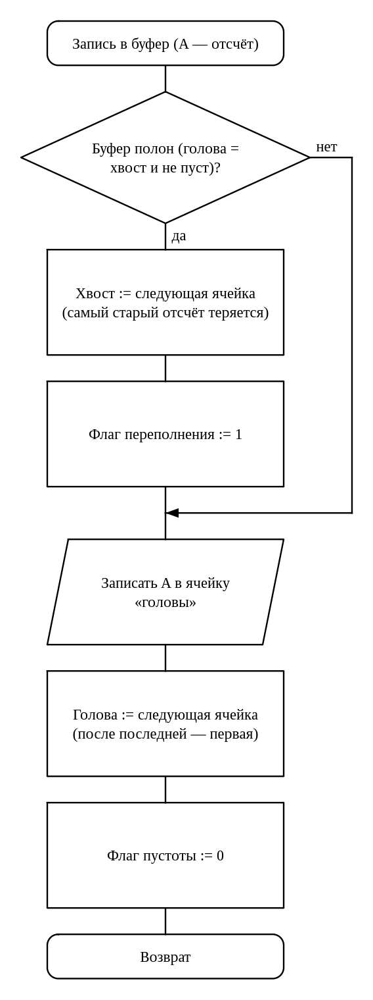 Запись в буфер (А — отсчёт)
Буфер полон (голова =
хвост и не пуст)?
нет
да
Хвост := следующая ячейка
(самый старый отсчёт теряется)
Флаг переполнения := 1
Записать А в ячейку
«головы»
Голова := следующая ячейка
(после последней — первая)
Флаг пустоты := 0
Возврат